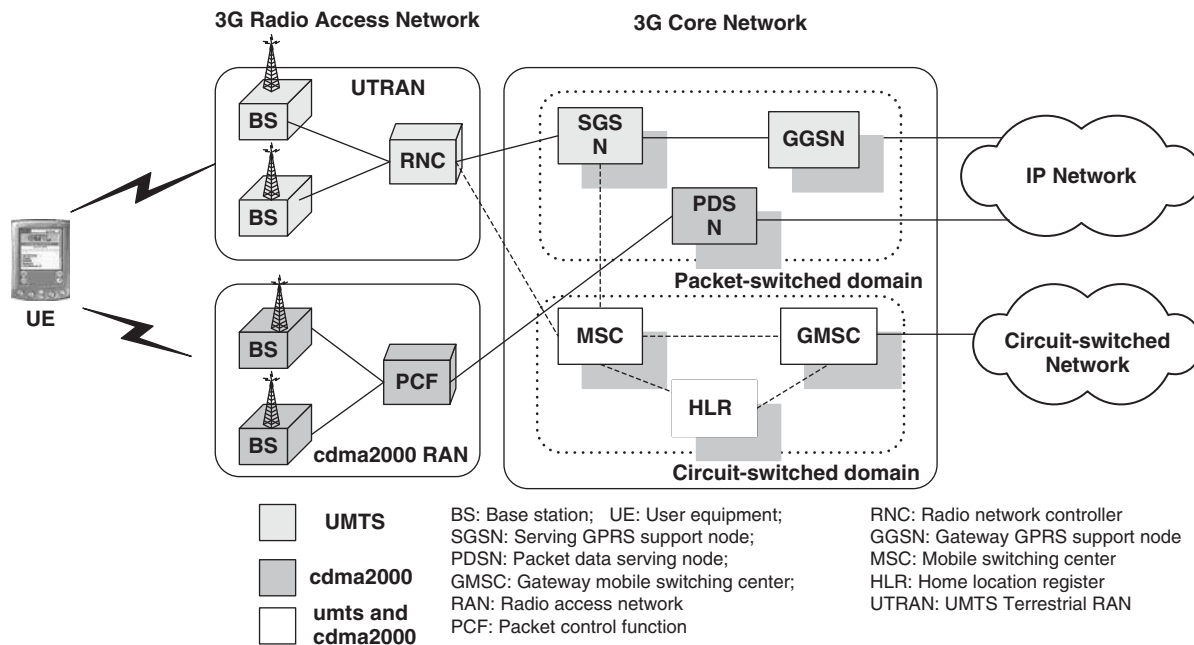 3G Radio Access Network
3G Core Network
UTRAN
BS
BS
RNC
SGS
N
GGSN
PDS
N
Packet-switched domain
IP Network
UE
BS
BS
PCF
cdma2000 RAN
MSC
GMSC
HLR
Circuit-switched domain
Circuit-switched
Network
UMTS
cdma2000
umts and
cdma2000
BS: Base station; UE: User equipment;
SGSN: Serving GPRS support node;
PDSN: Packet data serving node;
GMSC: Gateway mobile switching center;
RAN: Radio access network
PCF: Packet control function
RNC: Radio network controller
GGSN: Gateway GPRS support node
MSC: Mobile switching center
HLR: Home location register
UTRAN: UMTS Terrestrial RAN